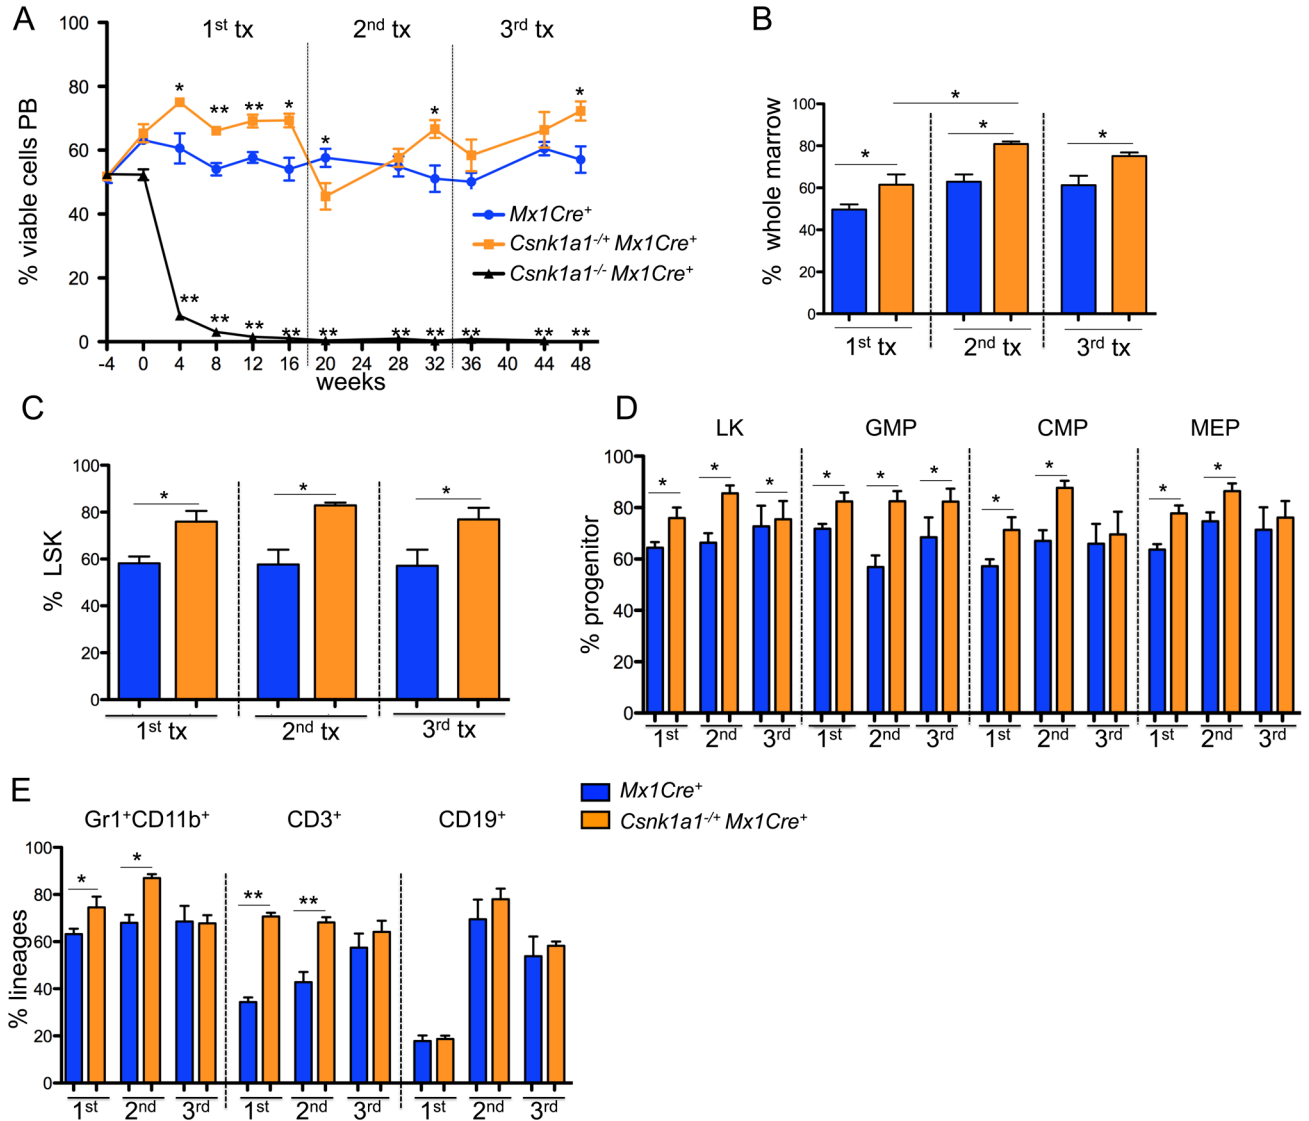 A
1st tx
2nd tx
3rd tx
% viable cells PB
100
80
60
40
20
0
* ** ** * * * *
Mx1Cre+
Csnk1a1-/+ Mx1Cre+
Csnk1a1-/- Mx1Cre+
** ** ** ** ** ** ** ** ** **
-4 0 4 8 12 16 20 28 32 36 40 44 48
weeks
B
% whole marrow
100
80
60
40
20
0
* * * *
1st tx 2nd tx 3rd tx
C
% LSK
100
80
60
40
20
0
* * *
1st tx 2nd tx 3rd tx
D
LK GMP CMP MEP
% progenitor
100
80
60
40
20
0
* * * * * * * * * *
1st 2nd 3rd 1st 2nd 3rd 1st 2nd 3rd 1st 2nd 3rd
E
Gr1+CD11b+ CD3+ CD19+
% lineages
100
80
60
40
20
0
* * ** **
1st 2nd 3rd 1st 2nd 3rd 1st 2nd 3rd
Mx1Cre+
Csnk1a1-/+ Mx1Cre+